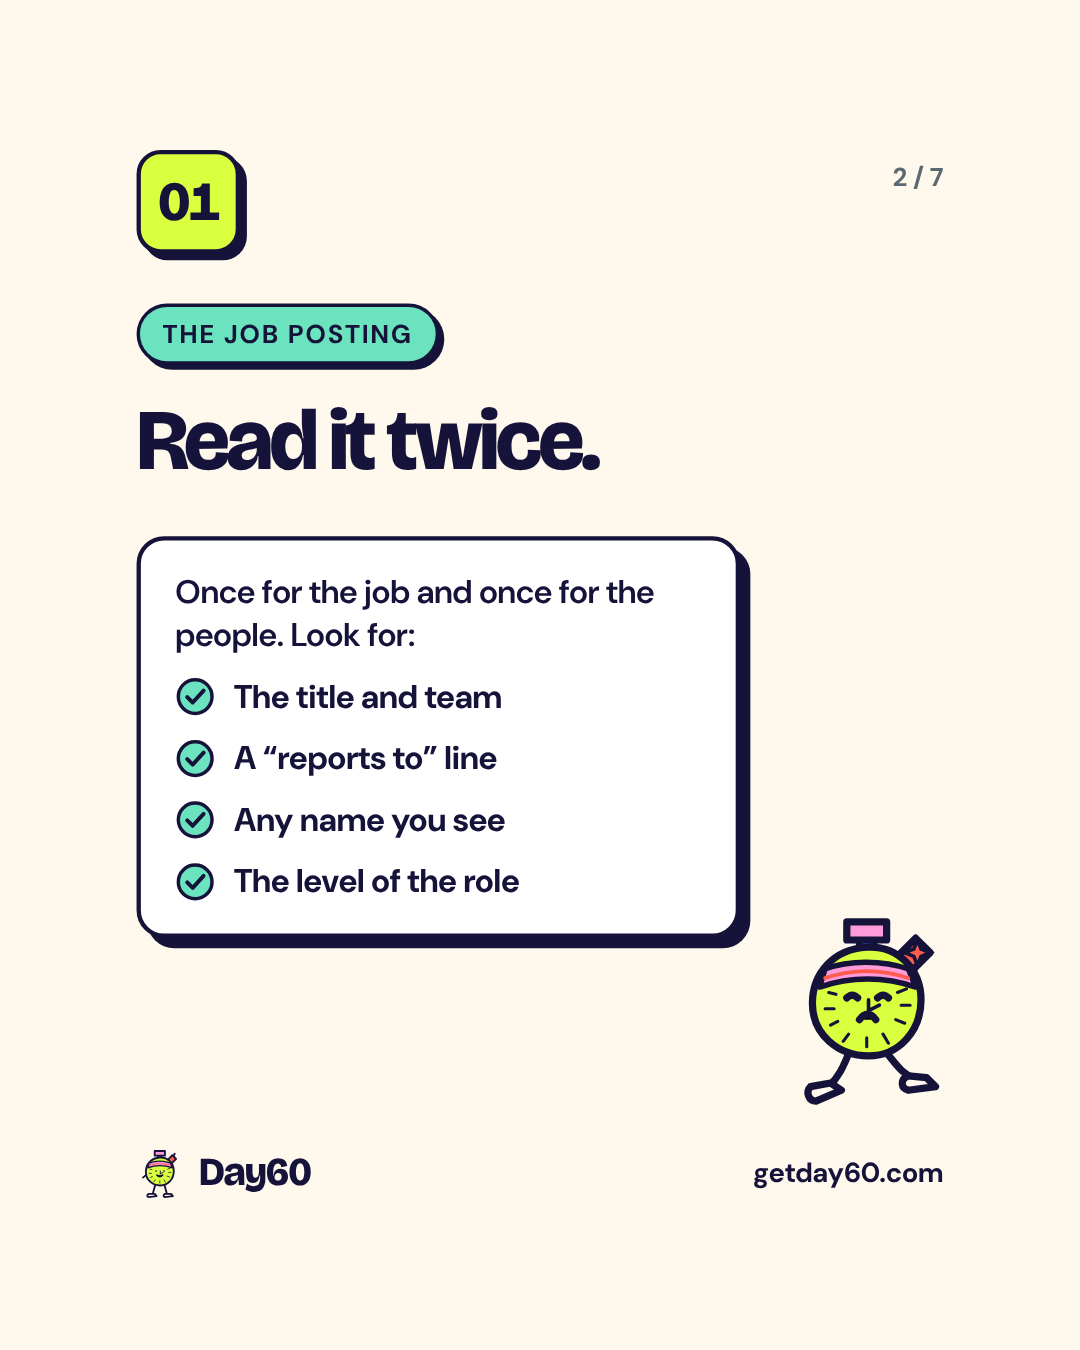 01
2 / 7
THE JOB POSTING
Read it twice.
Once for the job and once for the
people. Look for:
The title and team
A “reports to” line
Any name you see
The level of the role
Day60
getday60.com